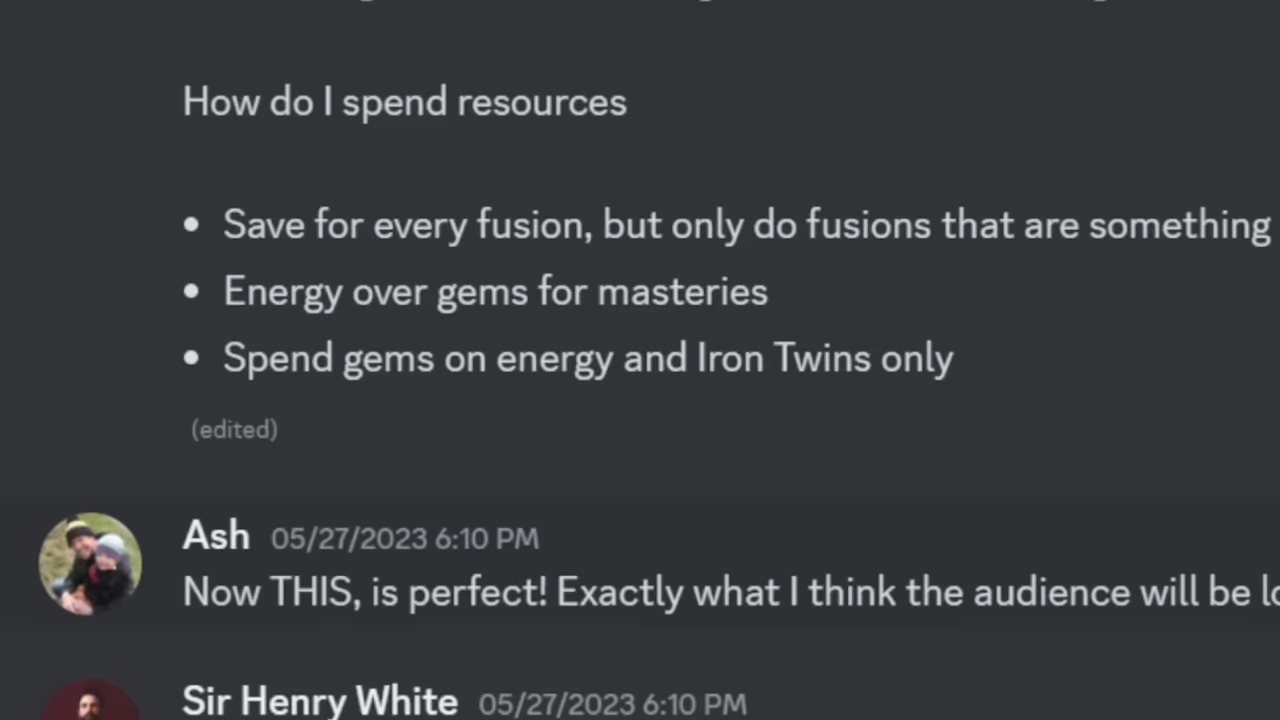 How do I spend resources
• Save for every fusion, but only do fusions that are something
• Energy over gems for masteries
• Spend gems on energy and Iron Twins only
(edited)
Ash 05/27/2023 6:10 PM
Now THIS, is perfect! Exactly what I think the audience will be
Sir Henry White 05/27/2023 6:10 PM